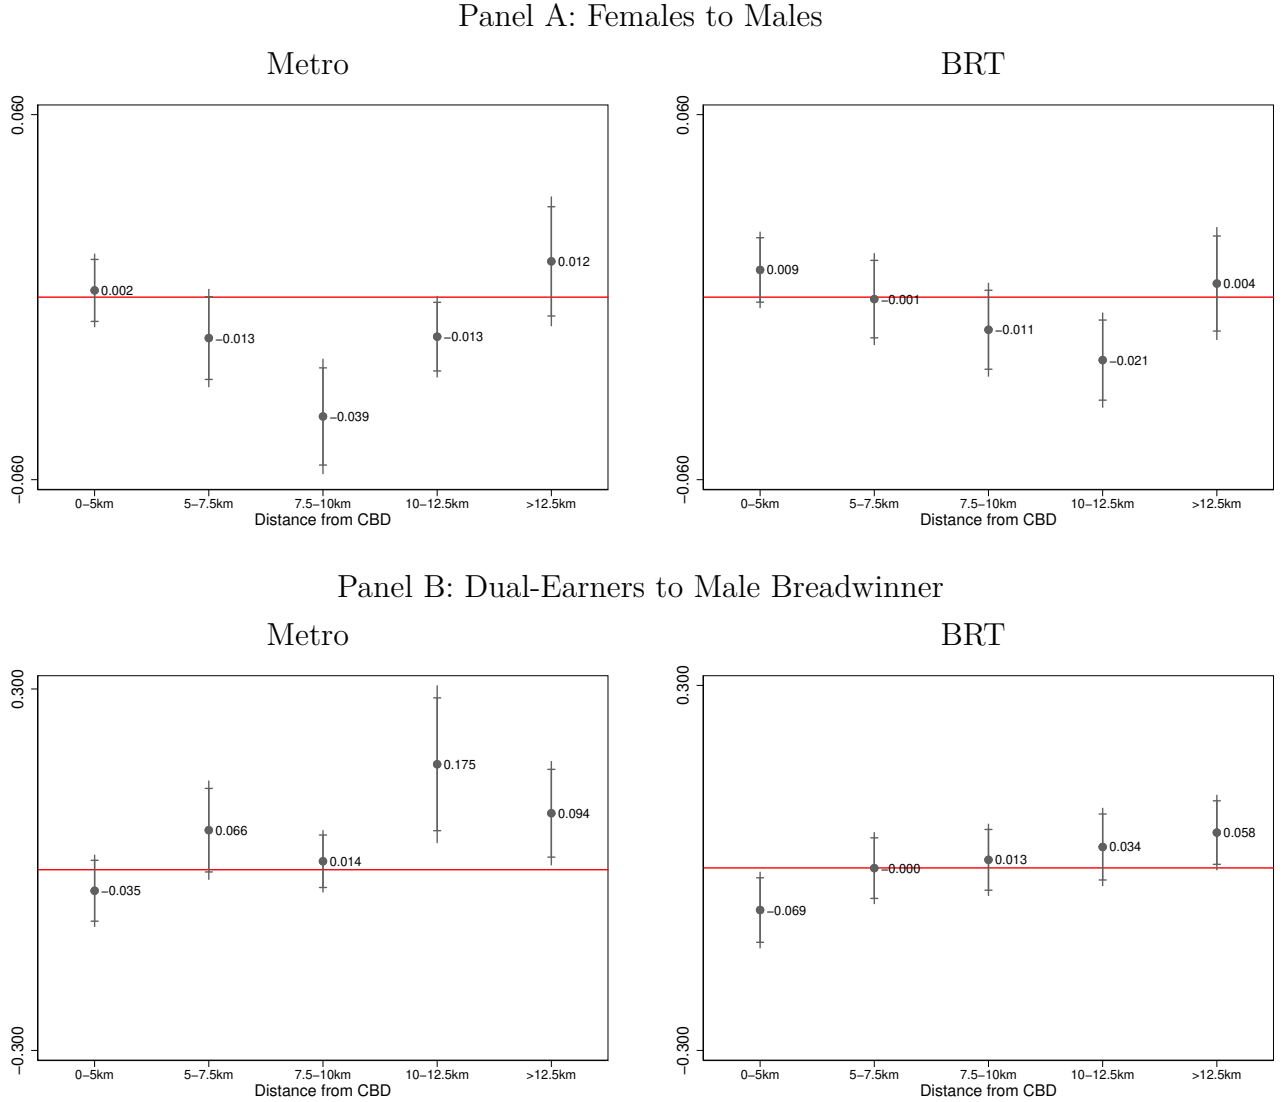 Panel A: Females to Males
Metro
BRT
0.060
−0.060
0.002
−0.013
−0.039
−0.013
0.012
0−5km
5−7.5km
7.5−10km
10−12.5km
>12.5km
Distance from CBD
0.060
−0.060
0.009
−0.001
−0.011
−0.021
0.004
0−5km
5−7.5km
7.5−10km
10−12.5km
>12.5km
Distance from CBD
Panel B: Dual-Earners to Male Breadwinner
Metro
BRT
0.300
−0.300
−0.035
0.066
0.014
0.175
0.094
0−5km
5−7.5km
7.5−10km
10−12.5km
>12.5km
Distance from CBD
0.300
−0.300
−0.069
−0.000
0.013
0.034
0.058
0−5km
5−7.5km
7.5−10km
10−12.5km
>12.5km
Distance from CBD